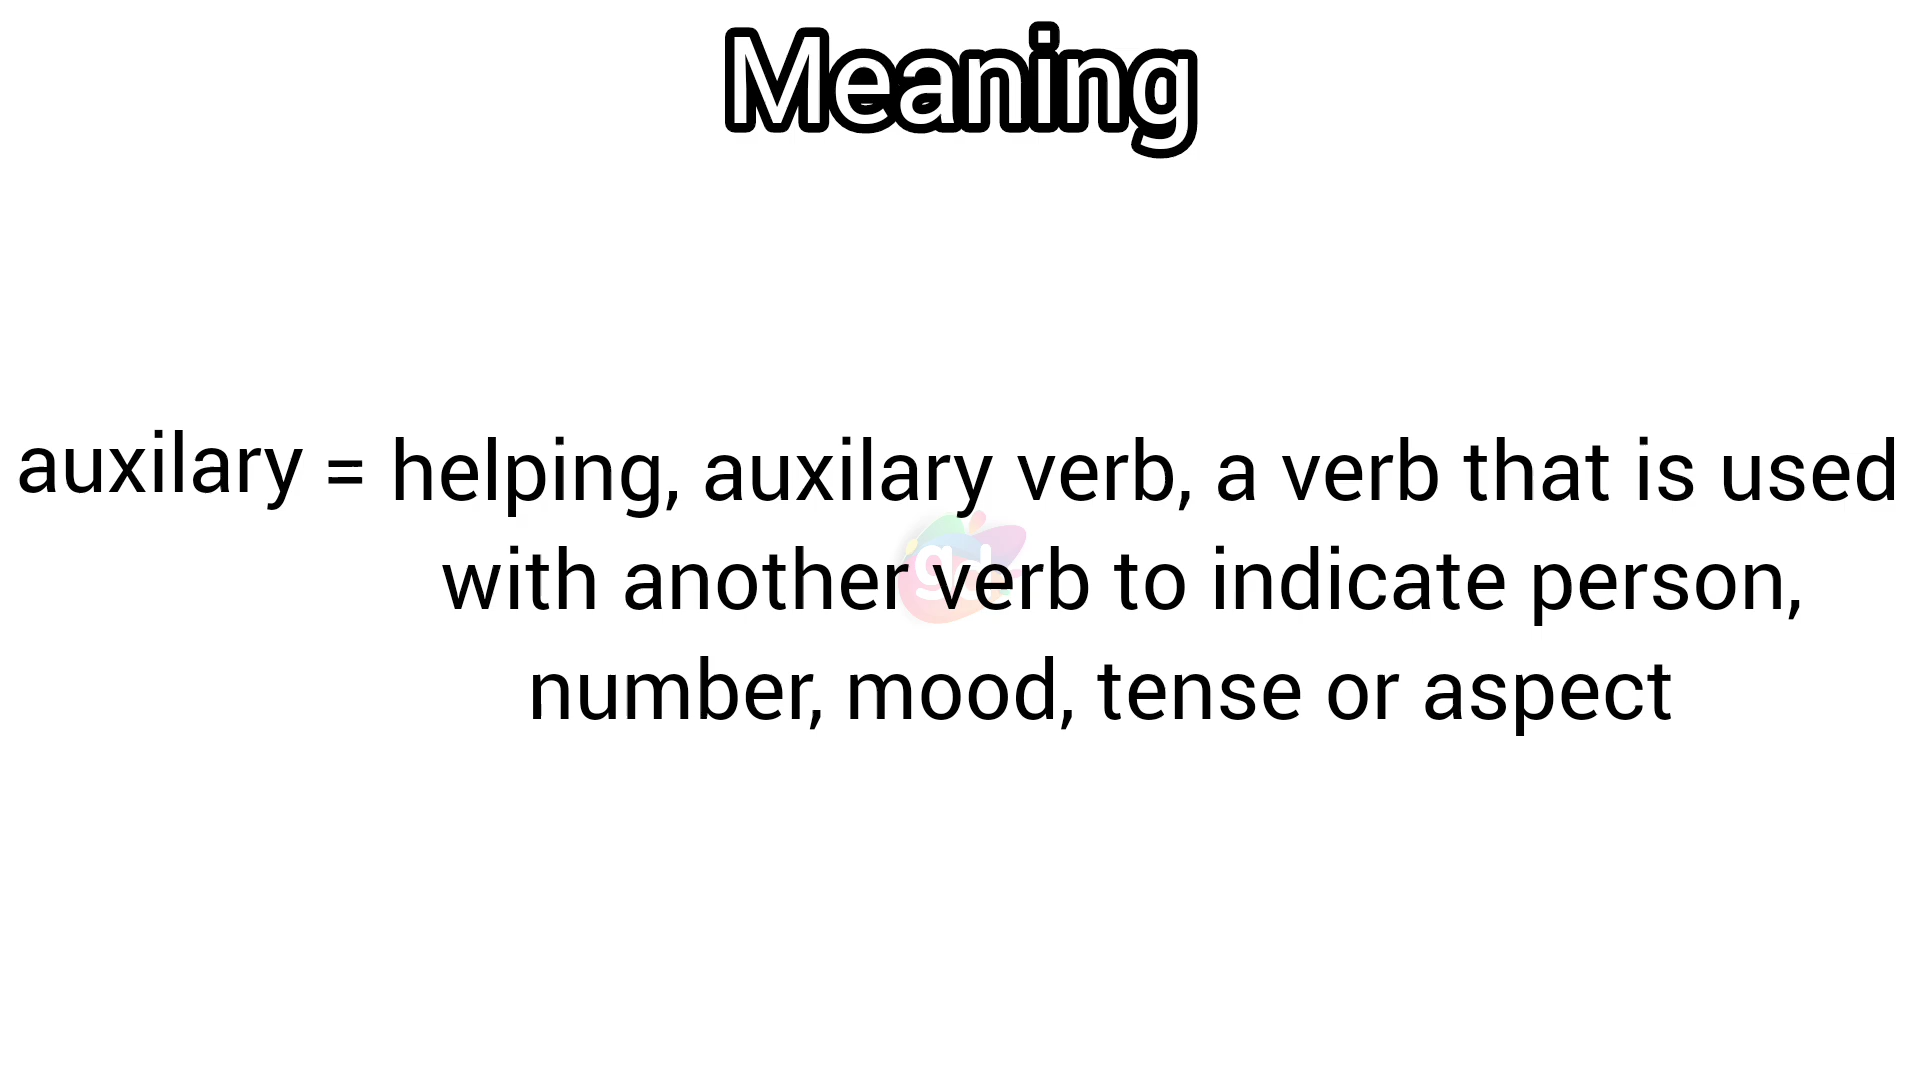 Meaning
auxilary = helping, auxilary verb, a verb that is used
with another verb to indicate person,
number, mood, tense or aspect